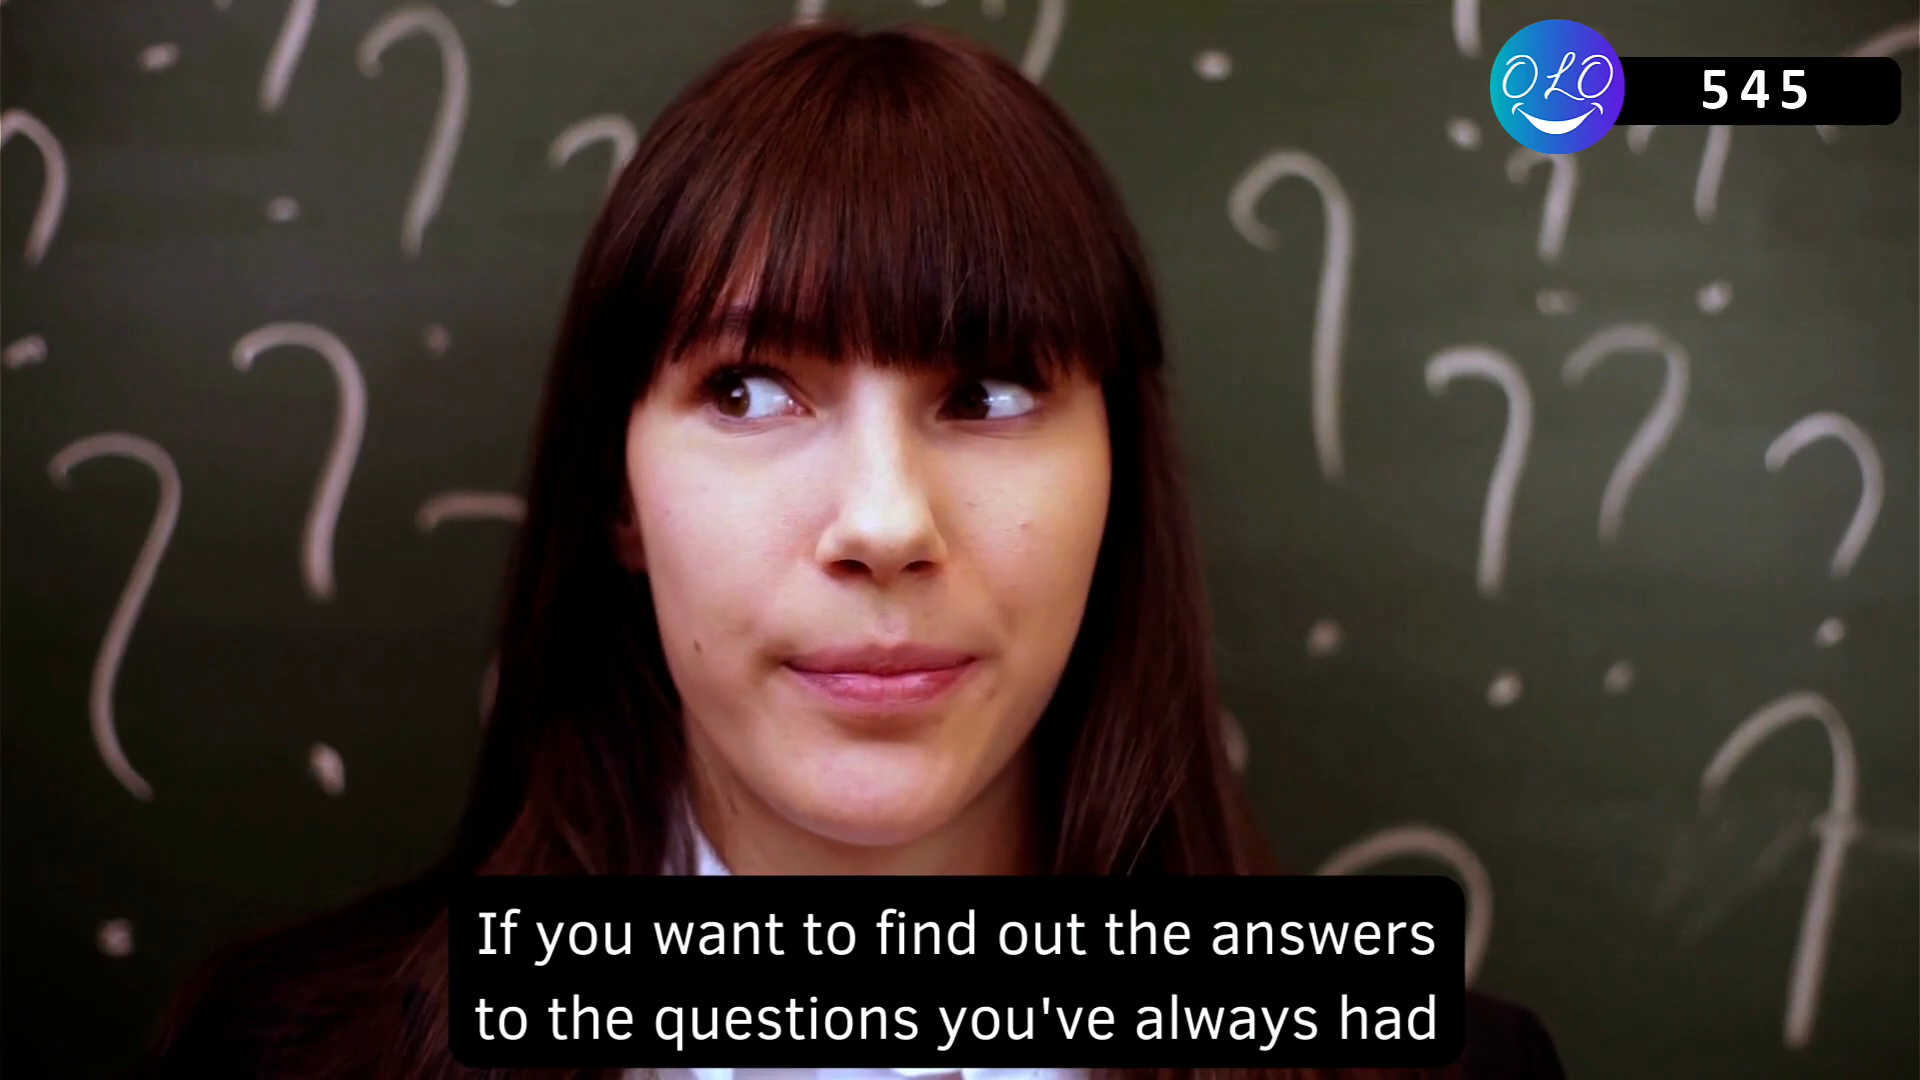 OLO
545
If you want to find out the answers
to the questions you've always had